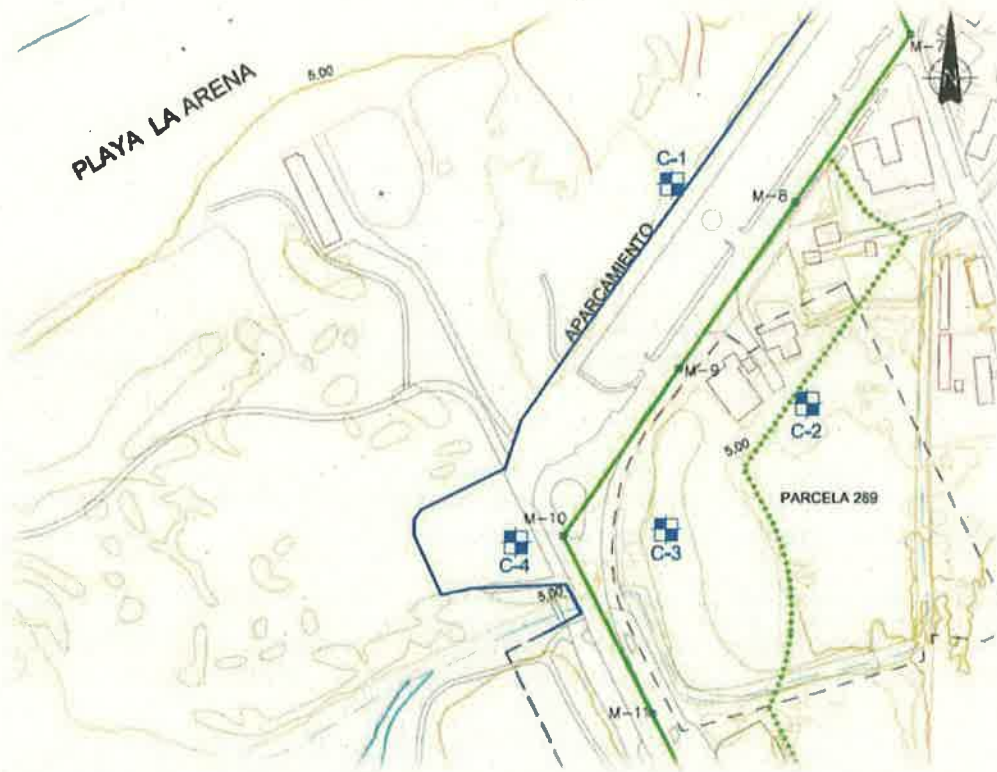 M-7
N
5.00
PLAYA LA ARENA
C-1
M-8
APARCAMIENTO
M-9
C-2
5.00
PARCELA 269
M-10
C-4
C-3
5.00
M-11